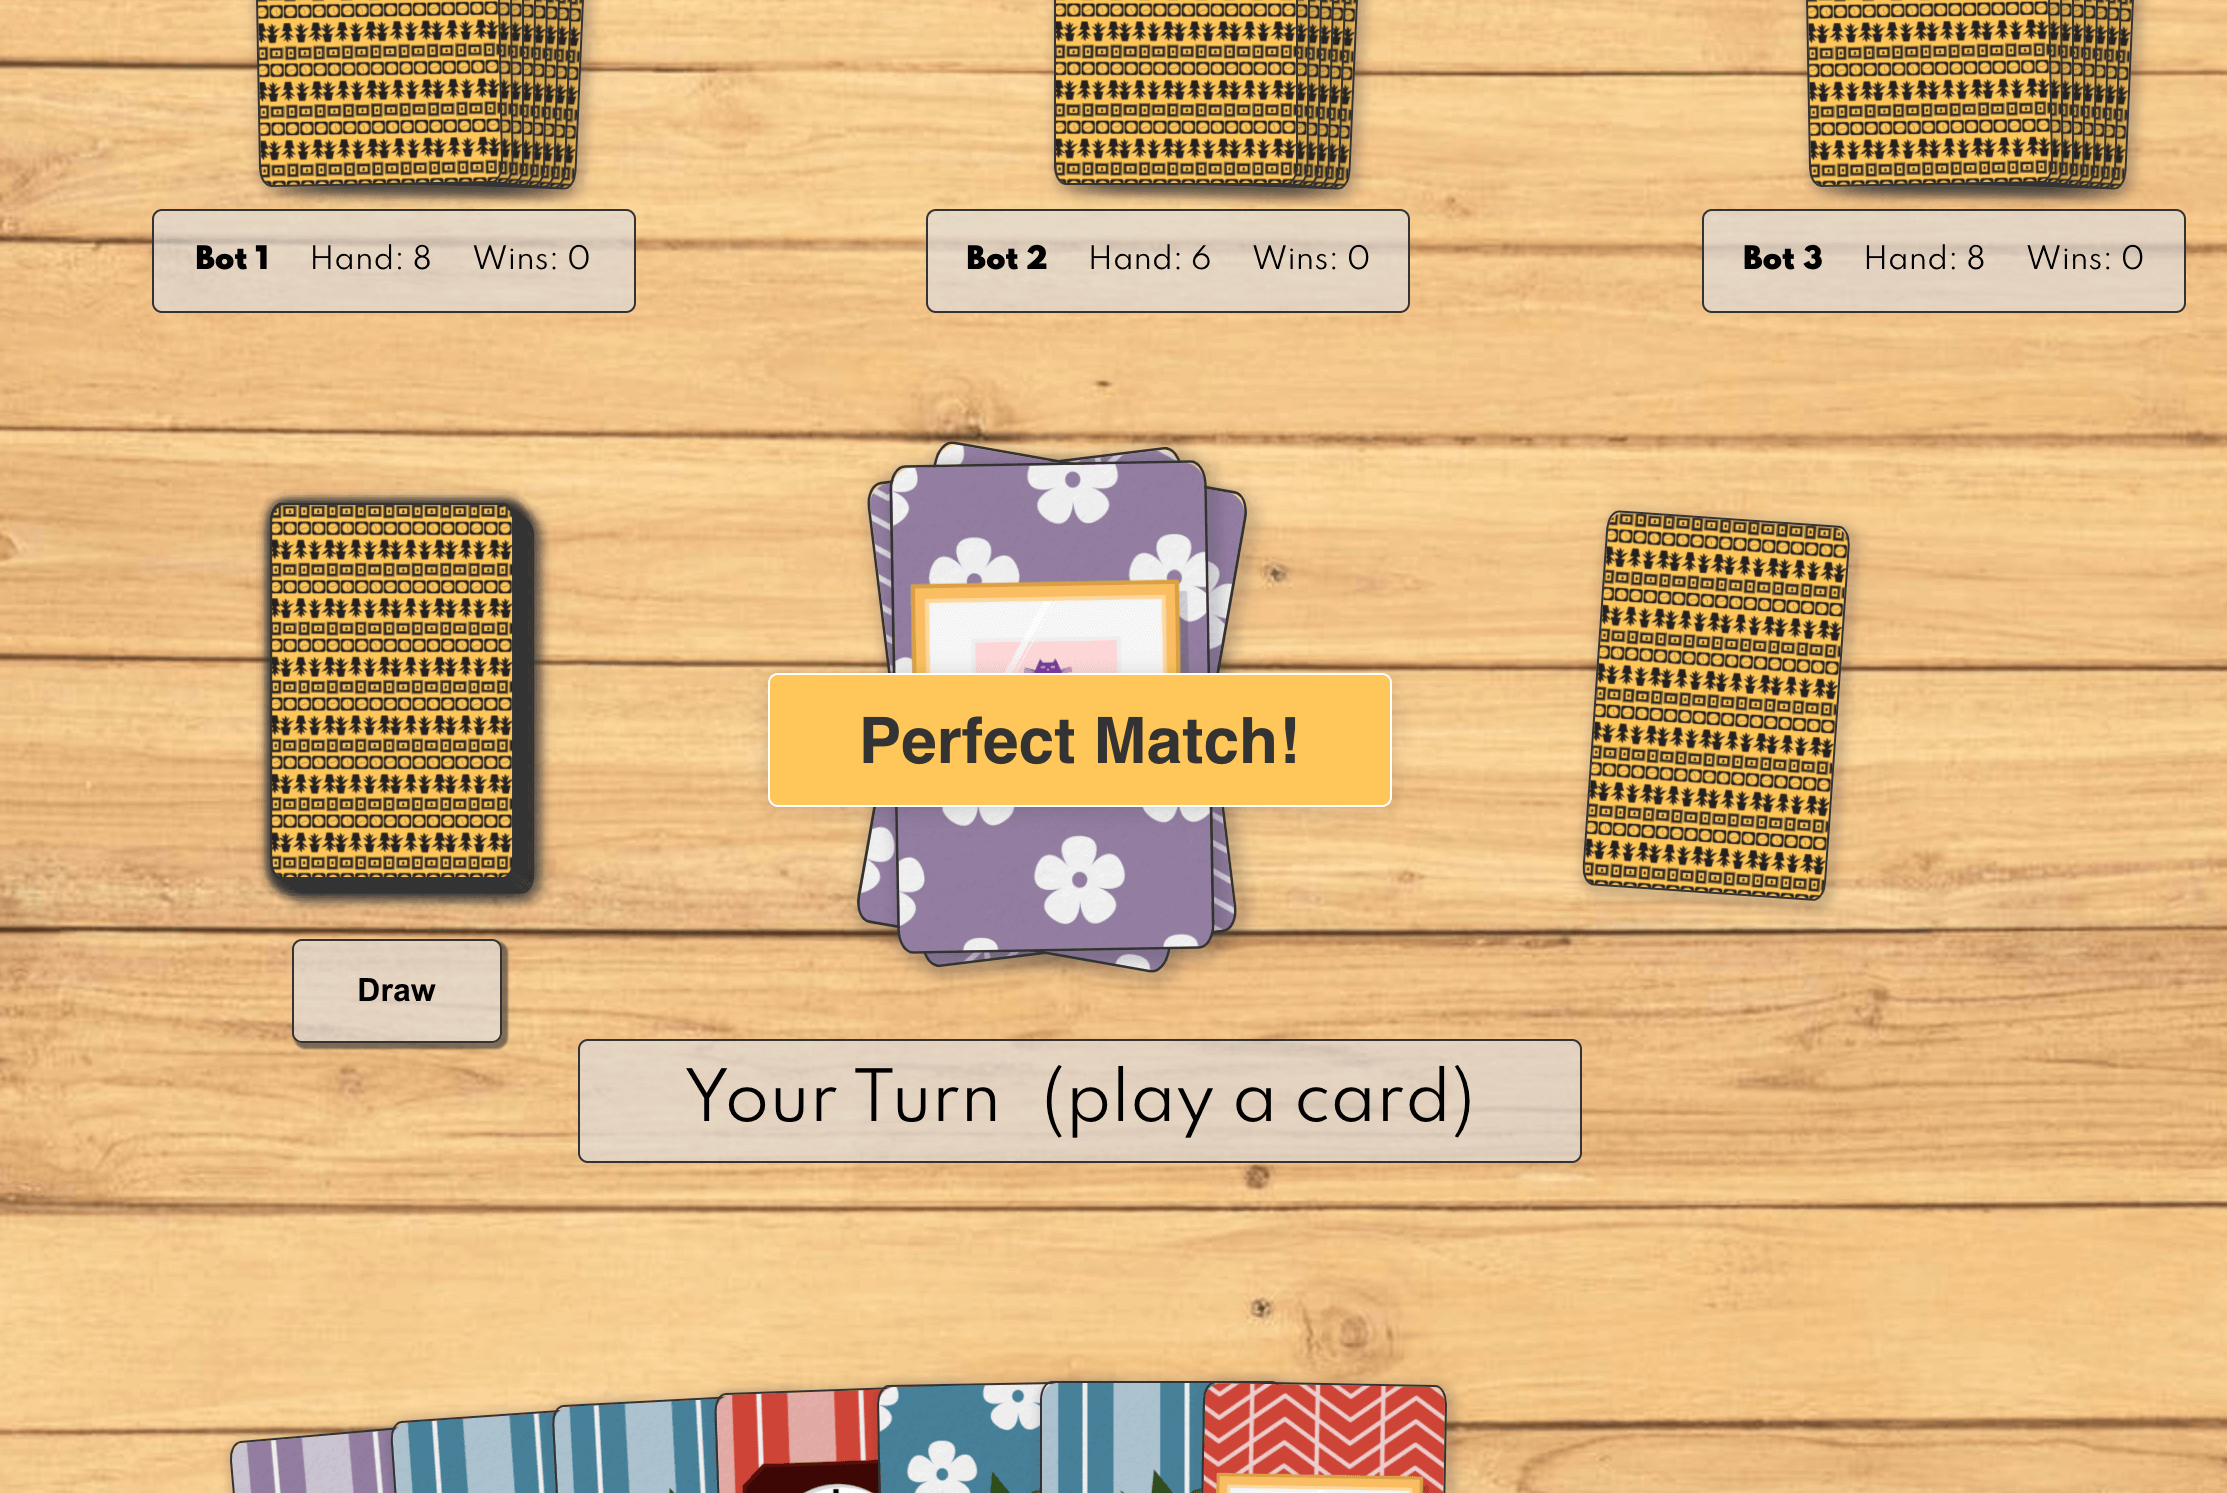 Bot 1 Hand: 8 Wins: 0
Bot 2 Hand: 6 Wins: 0
Bot 3 Hand: 8 Wins: 0
Perfect Match!
Draw
Your Turn (play a card)